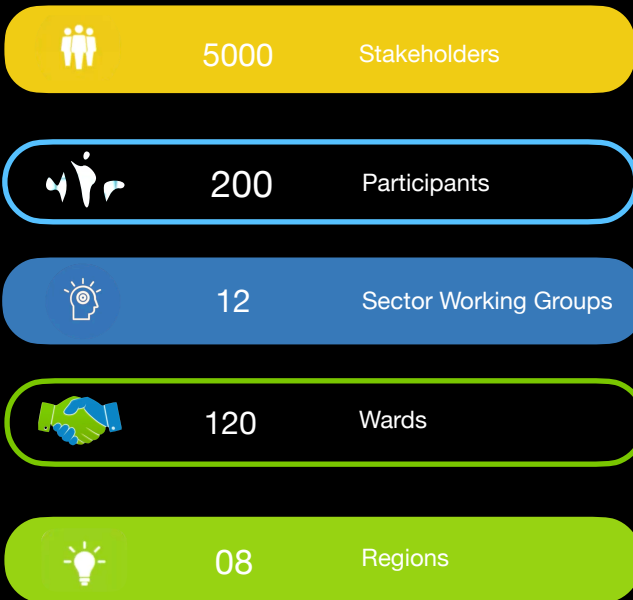 5000 Stakeholders
200 Participants
12 Sector Working Groups
120 Wards
08 Regions